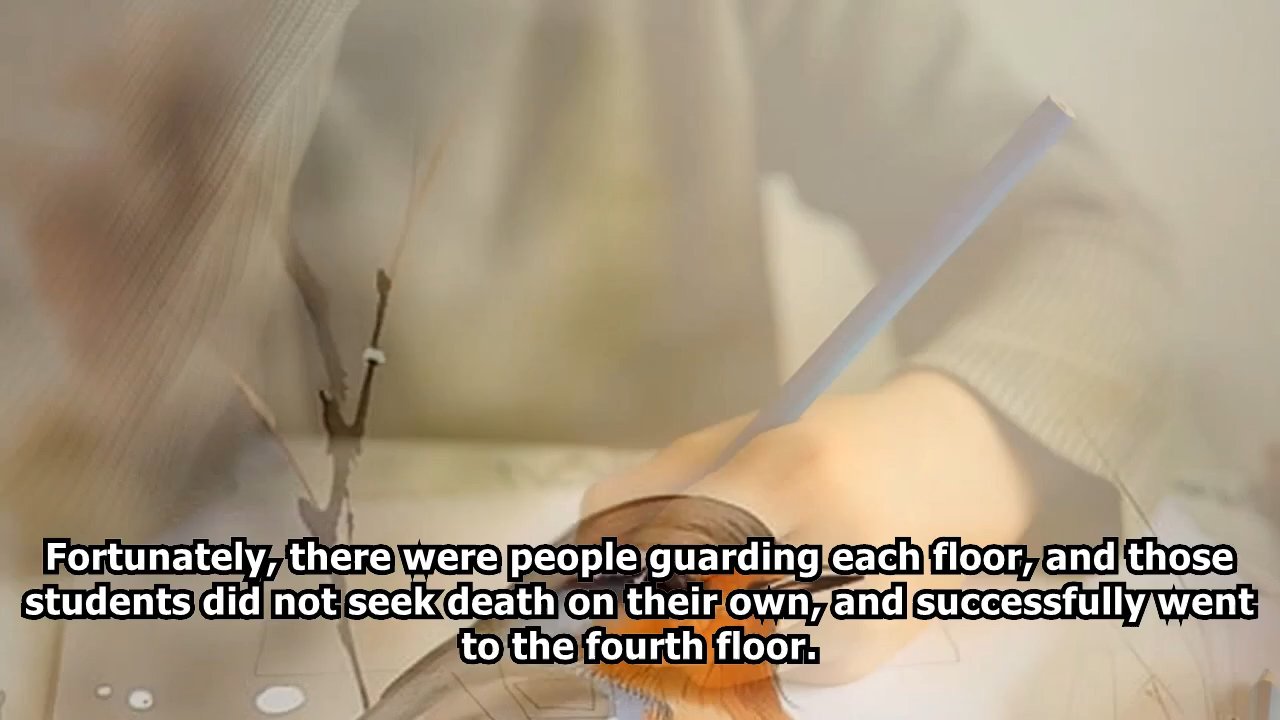 Fortunately, there were people guarding each floor, and those
students did not seek death on their own, and successfully went
to the fourth floor.